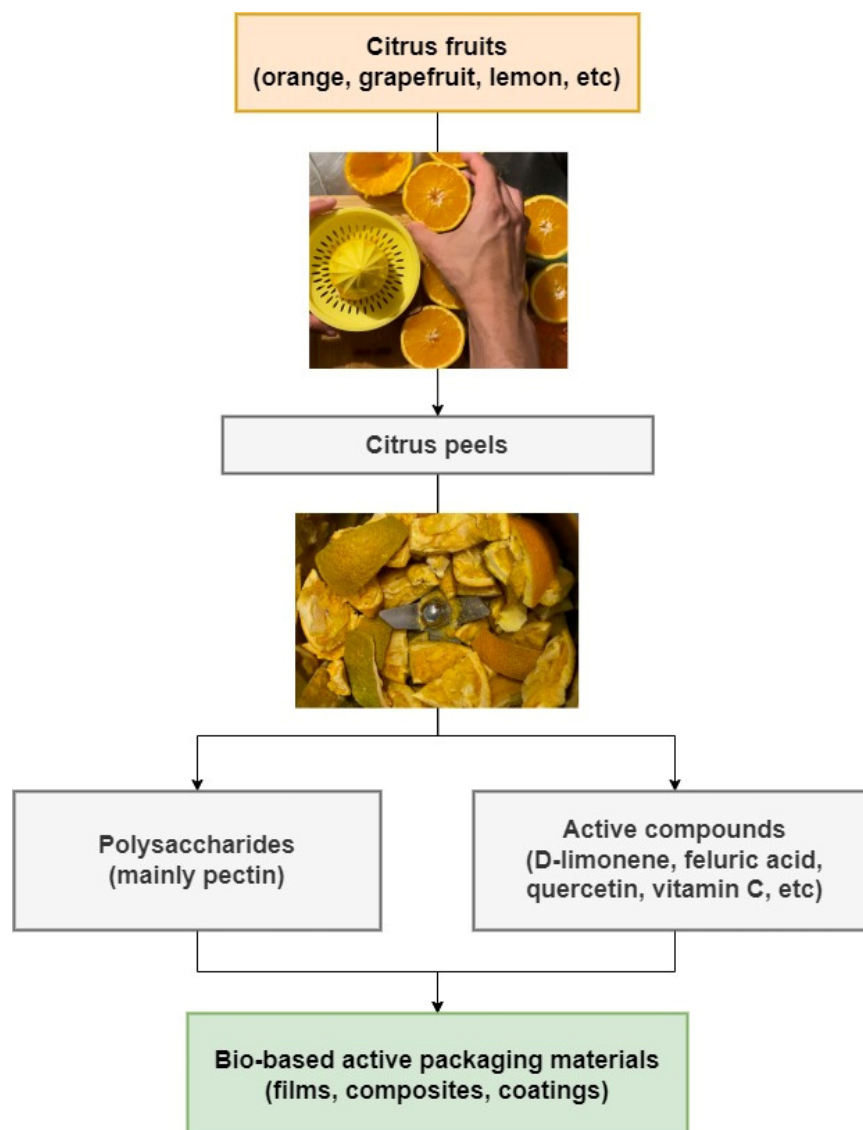 Citrus fruits
(orange, grapefruit, lemon, etc)
Citrus peels
Polysaccharides
(mainly pectin)
Active compounds
(D-limonene, feluric acid,
quercetin, vitamin C, etc)
Bio-based active packaging materials
(films, composites, coatings)